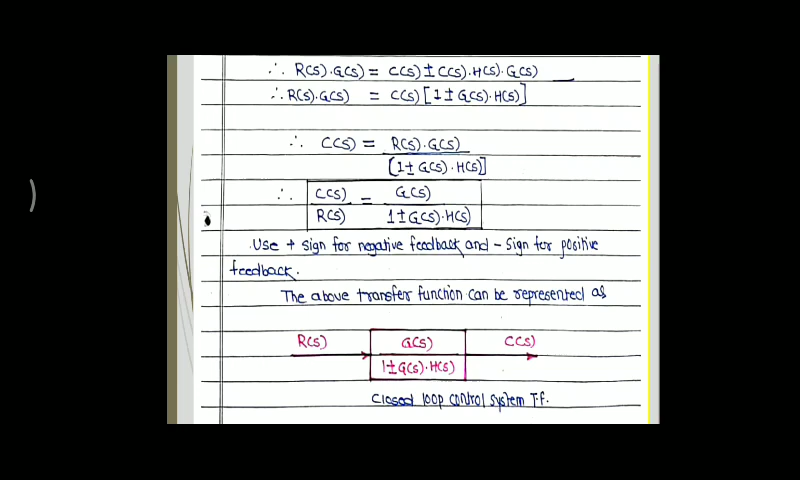 ∴ R(s)·G(s) = C(s) ± C(s)·H(s)·G(s)
∴ R(s)·G(s) = C(s) [1 ± G(s)·H(s)]
∴ C(s) = R(s)·G(s)
[1 ± G(s)·H(s)]
∴ C(s) = G(s)
R(s) 1 ± G(s)·H(s)
Use + sign for negative feedback and - sign for positive
feedback.
The above transfer function can be represented as
R(s) G(s) C(s)
1 ± G(s)·H(s)
Closed loop control system T.F.